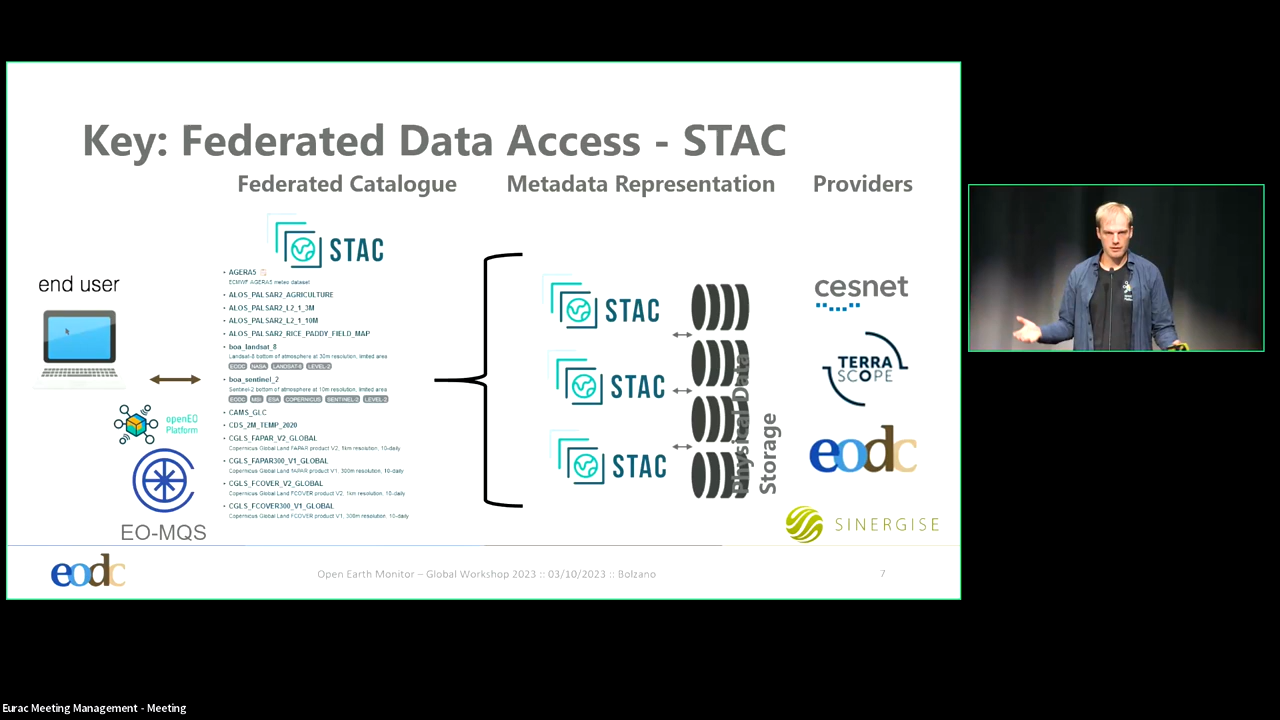 Key: Federated Data Access - STAC
Federated Catalogue
Metadata Representation
Providers
STAC
end user
AGERA5
ECMWF AGERA5 meteo dataset
ALOS_PALSAR2_AGRICULTURE
ALOS_PALSAR2_L2_1_3M
ALOS_PALSAR2_L2_1_10M
ALOS_PALSAR2_RICE_PADDY_FIELD_MAP
boa_landsat_8
Landsat-8 bottom of atmosphere at 30m resolution, limited area
EODC NASA LANDSAT-8 LEVEL-2
boa_sentinel_2
Sentinel-2 bottom of atmosphere at 10m resolution, limited area
EODC MSI ESA COPERNICUS SENTINEL-2 LEVEL-2
CAMS_GLC
CDS_2M_TEMP_2020
CGLS_FAPAR_V2_GLOBAL
Copernicus Global Land FAPAR product V2, 1km resolution, 10-daily
CGLS_FAPAR300_V1_GLOBAL
Copernicus Global Land FAPAR product V1, 300m resolution, 10-daily
CGLS_FCOVER_V2_GLOBAL
Copernicus Global Land FCOVER product V2, 1km resolution, 10-daily
CGLS_FCOVER300_V1_GLOBAL
Copernicus Global Land FCOVER product V1, 300m resolution, 10-daily
openEO
Platform
EO-MQS
STAC
STAC
STAC
Physical Data
Storage
cesnet
TERRA
SCOPE
eodc
SINERGISE
eodc
Open Earth Monitor – Global Workshop 2023 :: 03/10/2023 :: Bolzano
7
Eurac Meeting Management - Meeting